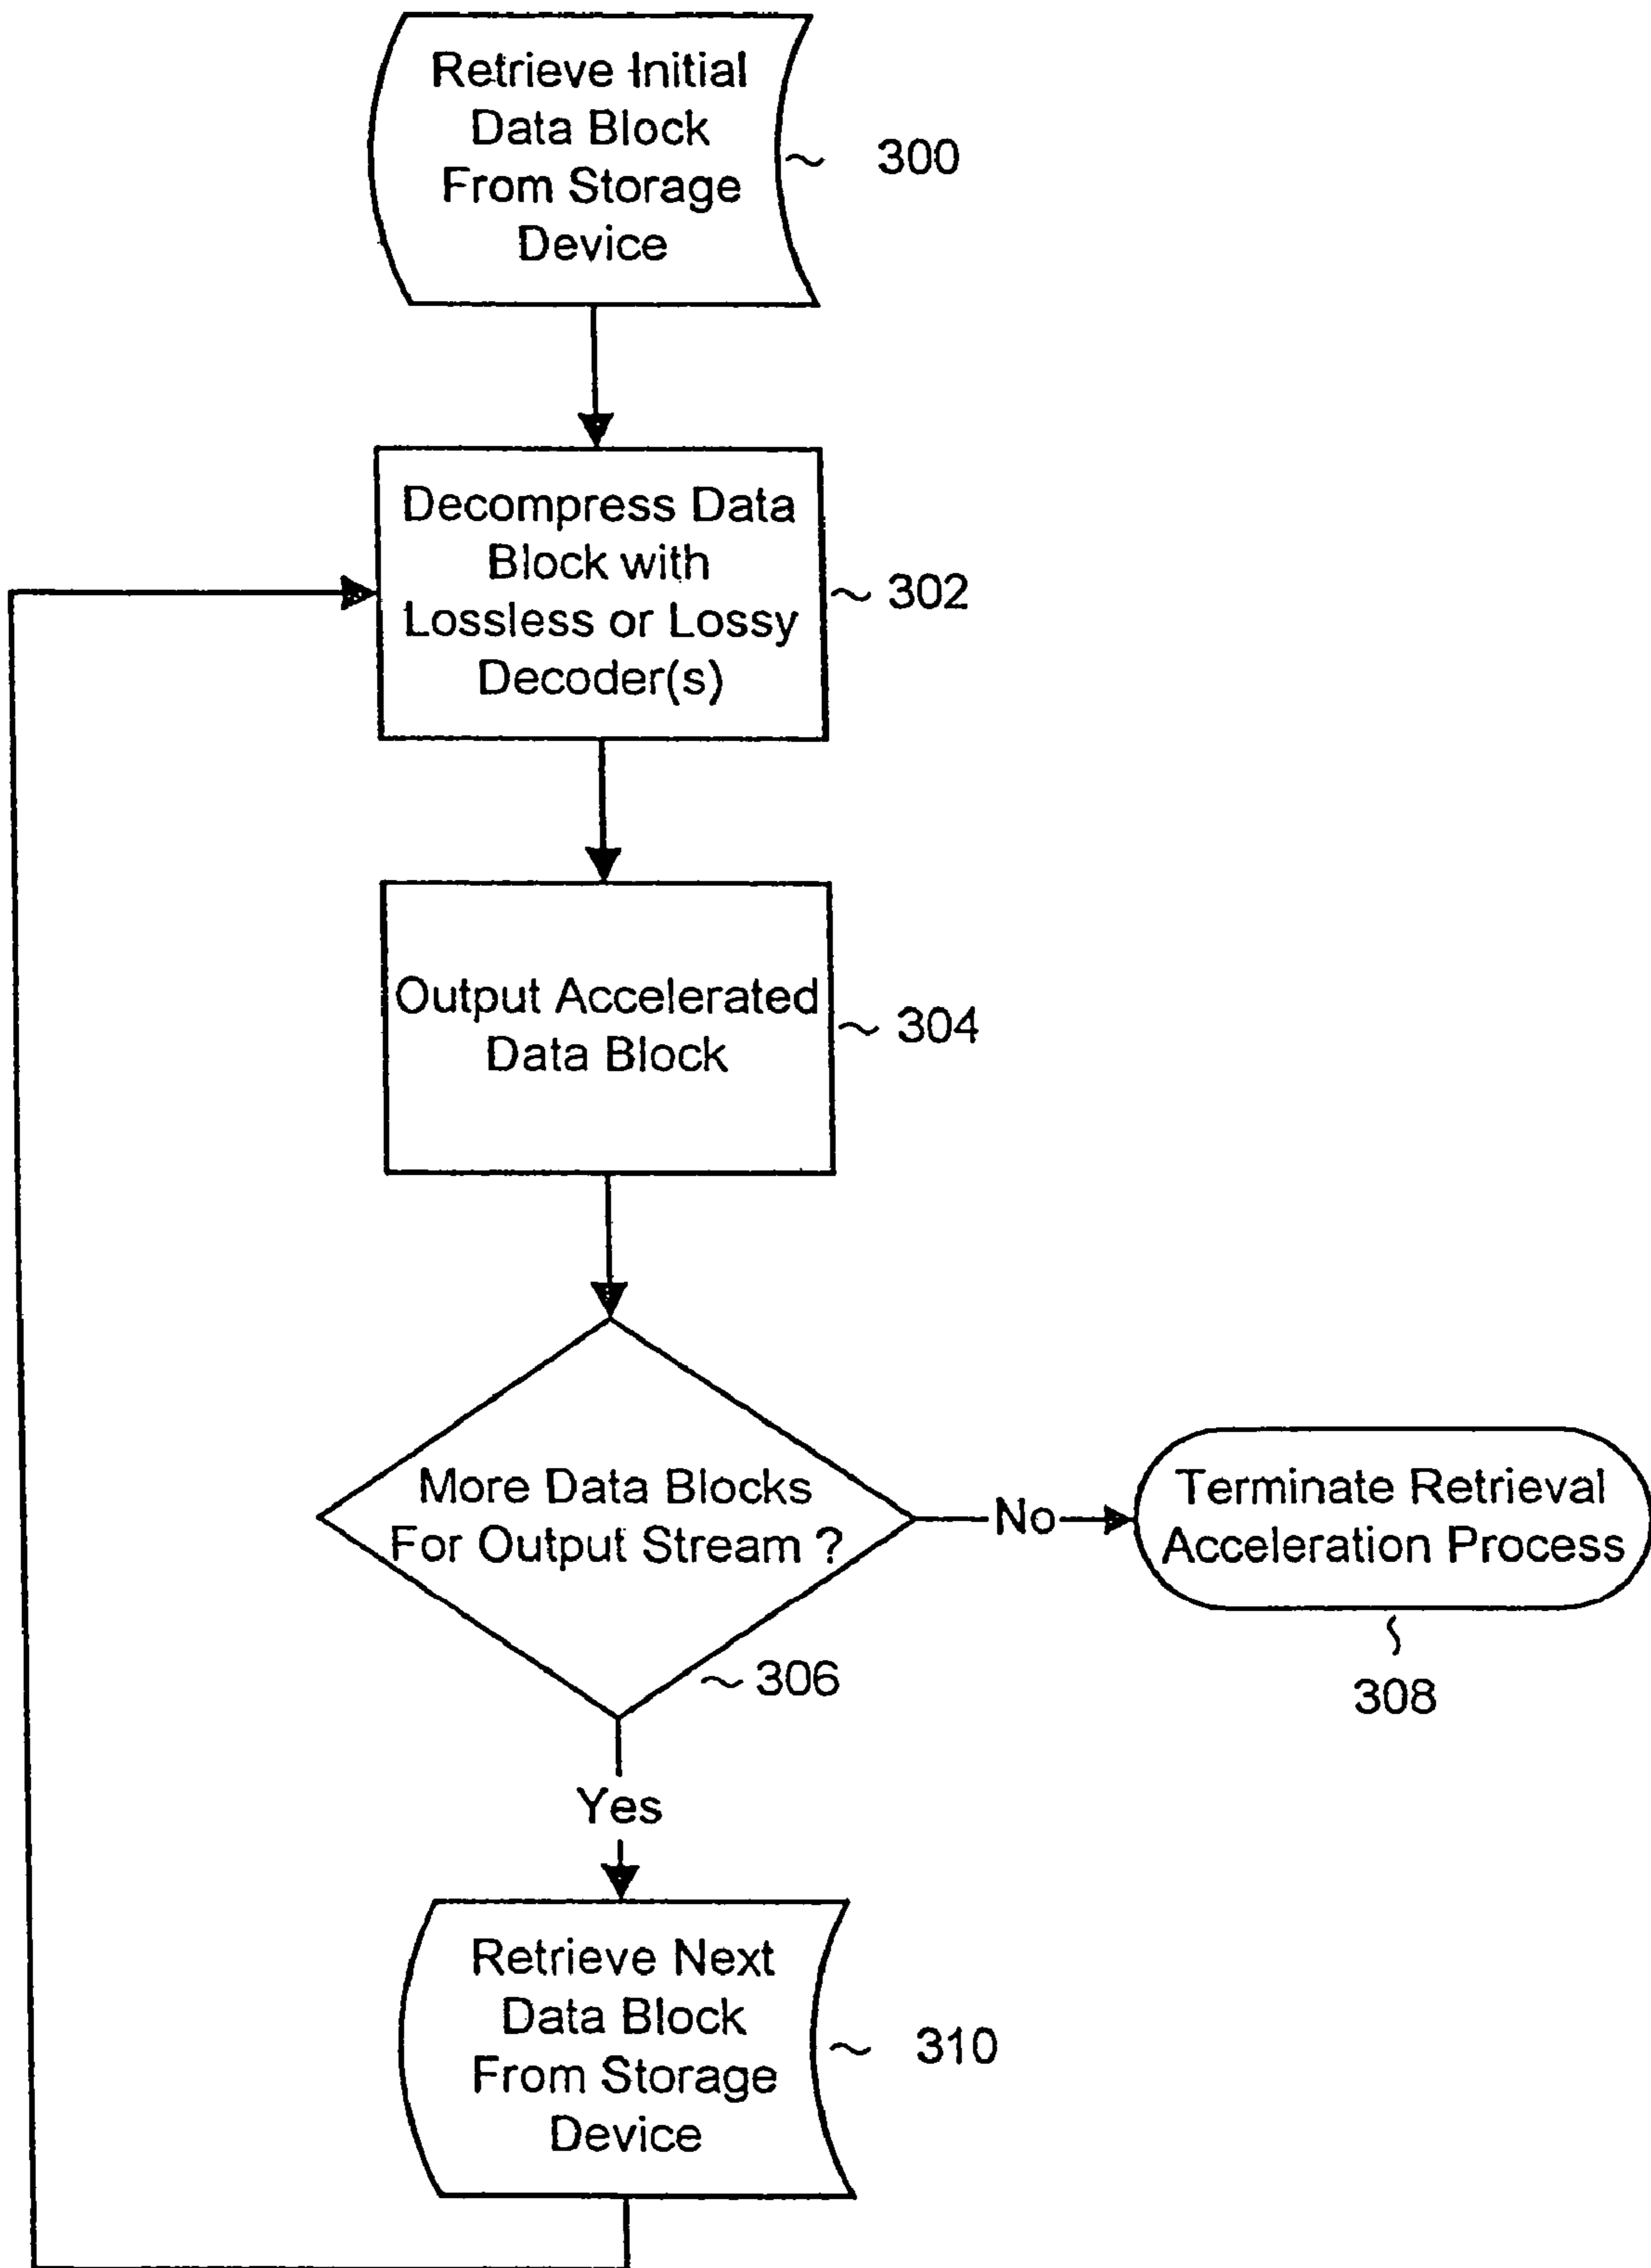 Retrieve Initial
Data Block
From Storage
Device
300
Decompress Data
Block with
Lossless or Lossy
Decoder(s)
302
Output Accelerated
Data Block
304
More Data Blocks
For Output Stream ?
306
No
Terminate Retrieval
Acceleration Process
308
Yes
Retrieve Next
Data Block
From Storage
Device
310